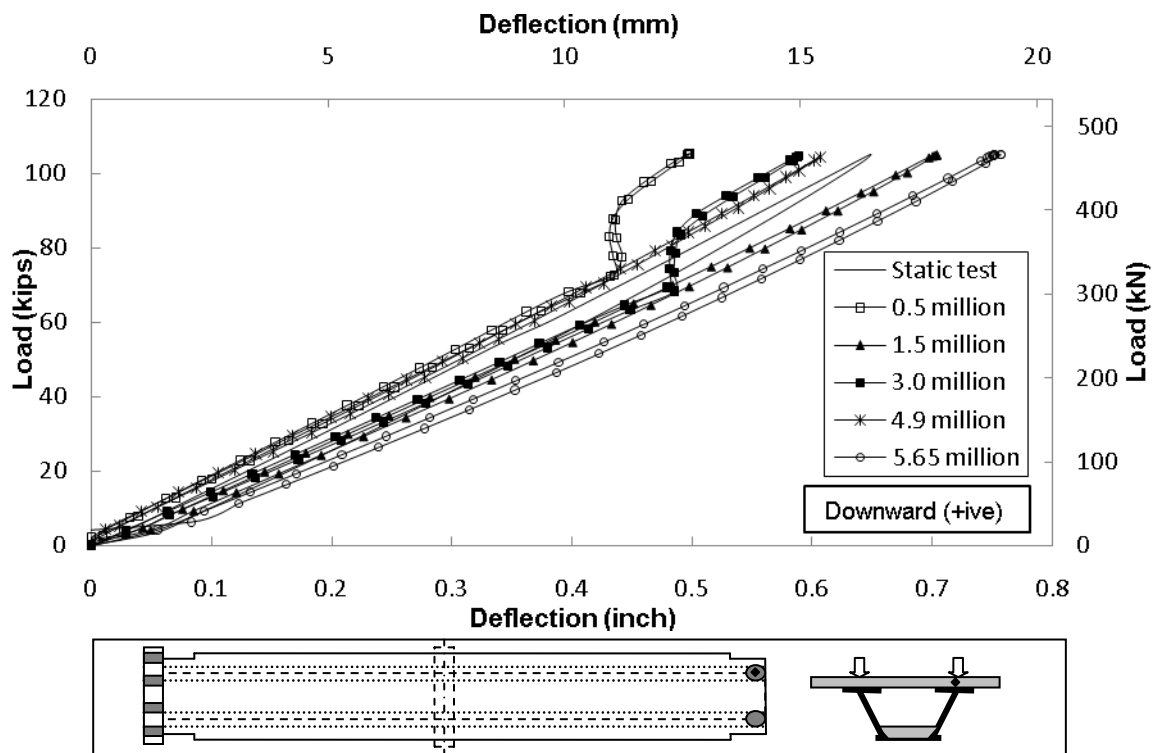 Deflection (mm)
0 5 10 15 20
120 100 80 60 40 20 0
Load (kips)
500 400 300 200 100 0
Load (kN)
Static test
0.5 million
1.5 million
3.0 million
4.9 million
5.65 million
Downward (+ive)
0 0.1 0.2 0.3 0.4 0.5 0.6 0.7 0.8
Deflection (inch)